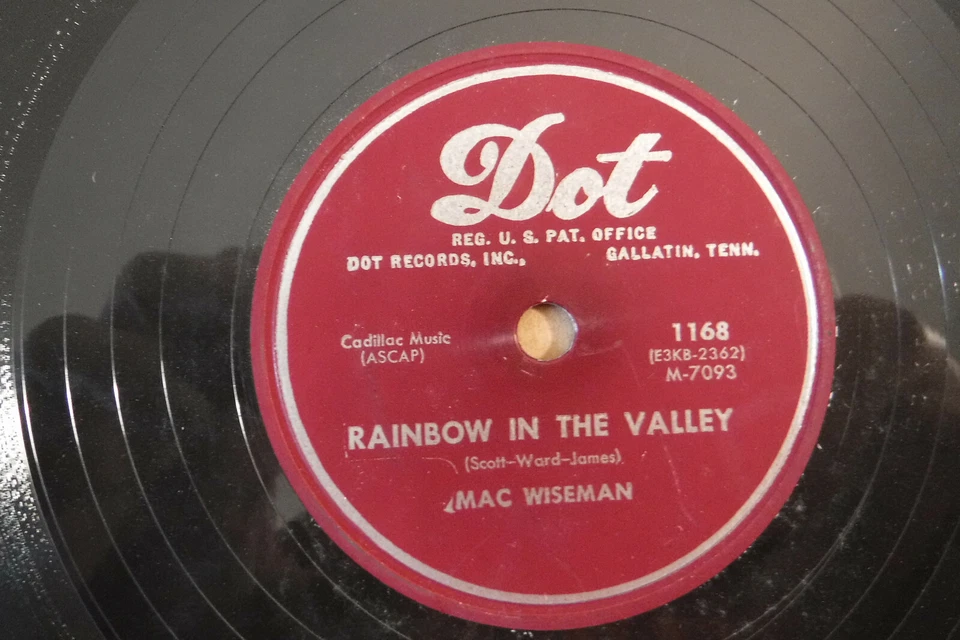 Dot
REG. U. S. PAT. OFFICE
DOT RECORDS, INC., GALLATIN, TENN.
Cadillac Music
(ASCAP)
1168
(E3KB-2362)
M-7093
RAINBOW IN THE VALLEY
(Scott-Ward-James)
MAC WISEMAN